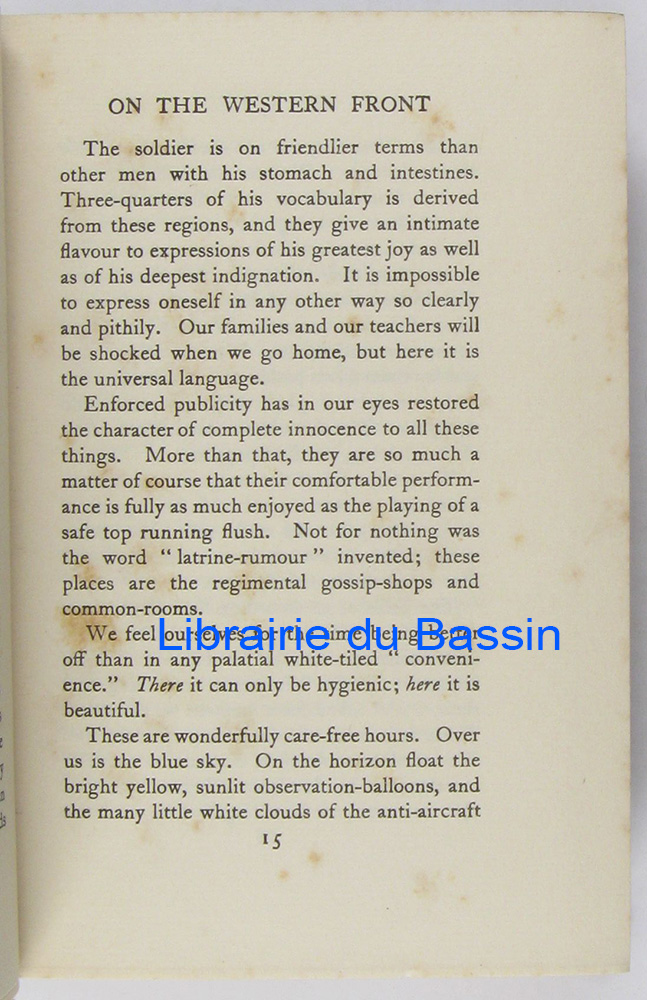 ON THE WESTERN FRONT
The soldier is on friendlier terms than
other men with his stomach and intestines.
Three-quarters of his vocabulary is derived
from these regions, and they give an intimate
flavour to expressions of his greatest joy as well
as of his deepest indignation. It is impossible
to express oneself in any other way so clearly
and pithily. Our families and our teachers will
be shocked when we go home, but here it is
the universal language.
Enforced publicity has in our eyes restored
the character of complete innocence to all these
things. More than that, they are so much a
matter of course that their comfortable perform-
ance is fully as much enjoyed as the playing of a
safe top running flush. Not for nothing was
the word “ latrine-rumour ” invented; these
places are the regimental gossip-shops and
common-rooms.
We feel ourselves for the time being better
Librairie du Bassin
off than in any palatial white-tiled “ conveni-
ence.” There it can only be hygienic; here it is
beautiful.
These are wonderfully care-free hours. Over
us is the blue sky. On the horizon float the
bright yellow, sunlit observation-balloons, and
the many little white clouds of the anti-aircraft
15